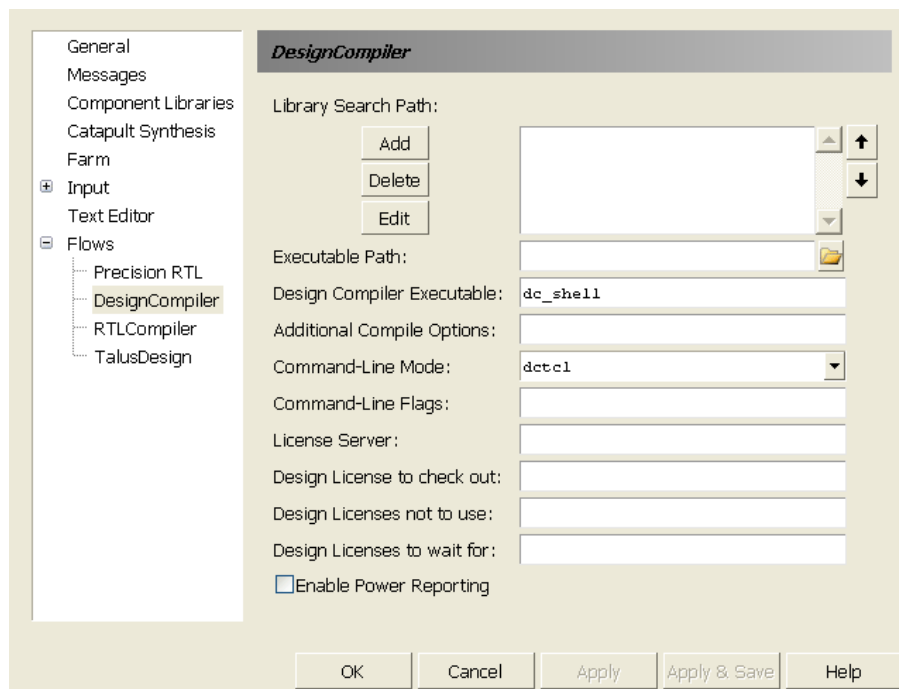 General
Messages
Component Libraries
Catapult Synthesis
Farm
Input
Text Editor
Flows
Precision RTL
DesignCompiler
RTLCompiler
TalusDesign
DesignCompiler
Library Search Path:
Add
Delete
Edit
Executable Path:
Design Compiler Executable: dc_shell
Additional Compile Options:
Command-Line Mode: dctcl
Command-Line Flags:
License Server:
Design License to check out:
Design Licenses not to use:
Design Licenses to wait for:
Enable Power Reporting
OK Cancel Apply Apply & Save Help